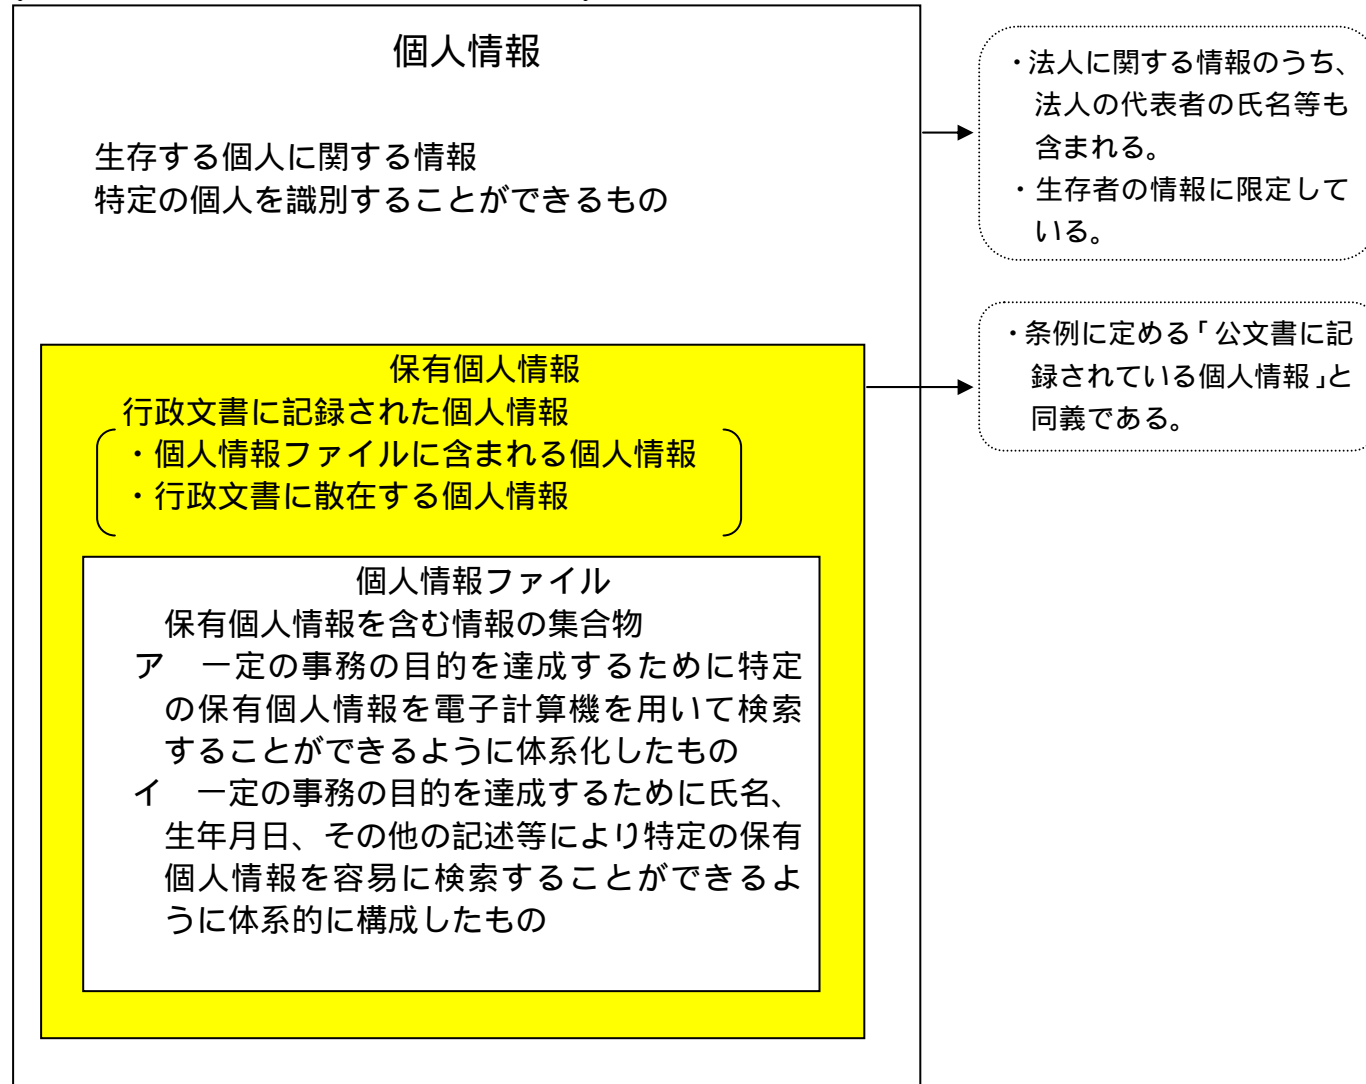 個人情報
生存する個人に関する情報
特定の個人を識別することができるもの
保有個人情報
行政文書に記録された個人情報
・個人情報ファイルに含まれる個人情報
・行政文書に散在する個人情報
個人情報ファイル
保有個人情報を含む情報の集合物
ア　一定の事務の目的を達成するために特定
の保有個人情報を電子計算機を用いて検索
することができるように体系化したもの
イ　一定の事務の目的を達成するために氏名、
生年月日、その他の記述等により特定の保有
個人情報を容易に検索することができるよ
うに体系的に構成したもの
・法人に関する情報のうち、
法人の代表者の氏名等も
含まれる。
・生存者の情報に限定して
いる。
・条例に定める「公文書に記
録されている個人情報」と
同義である。